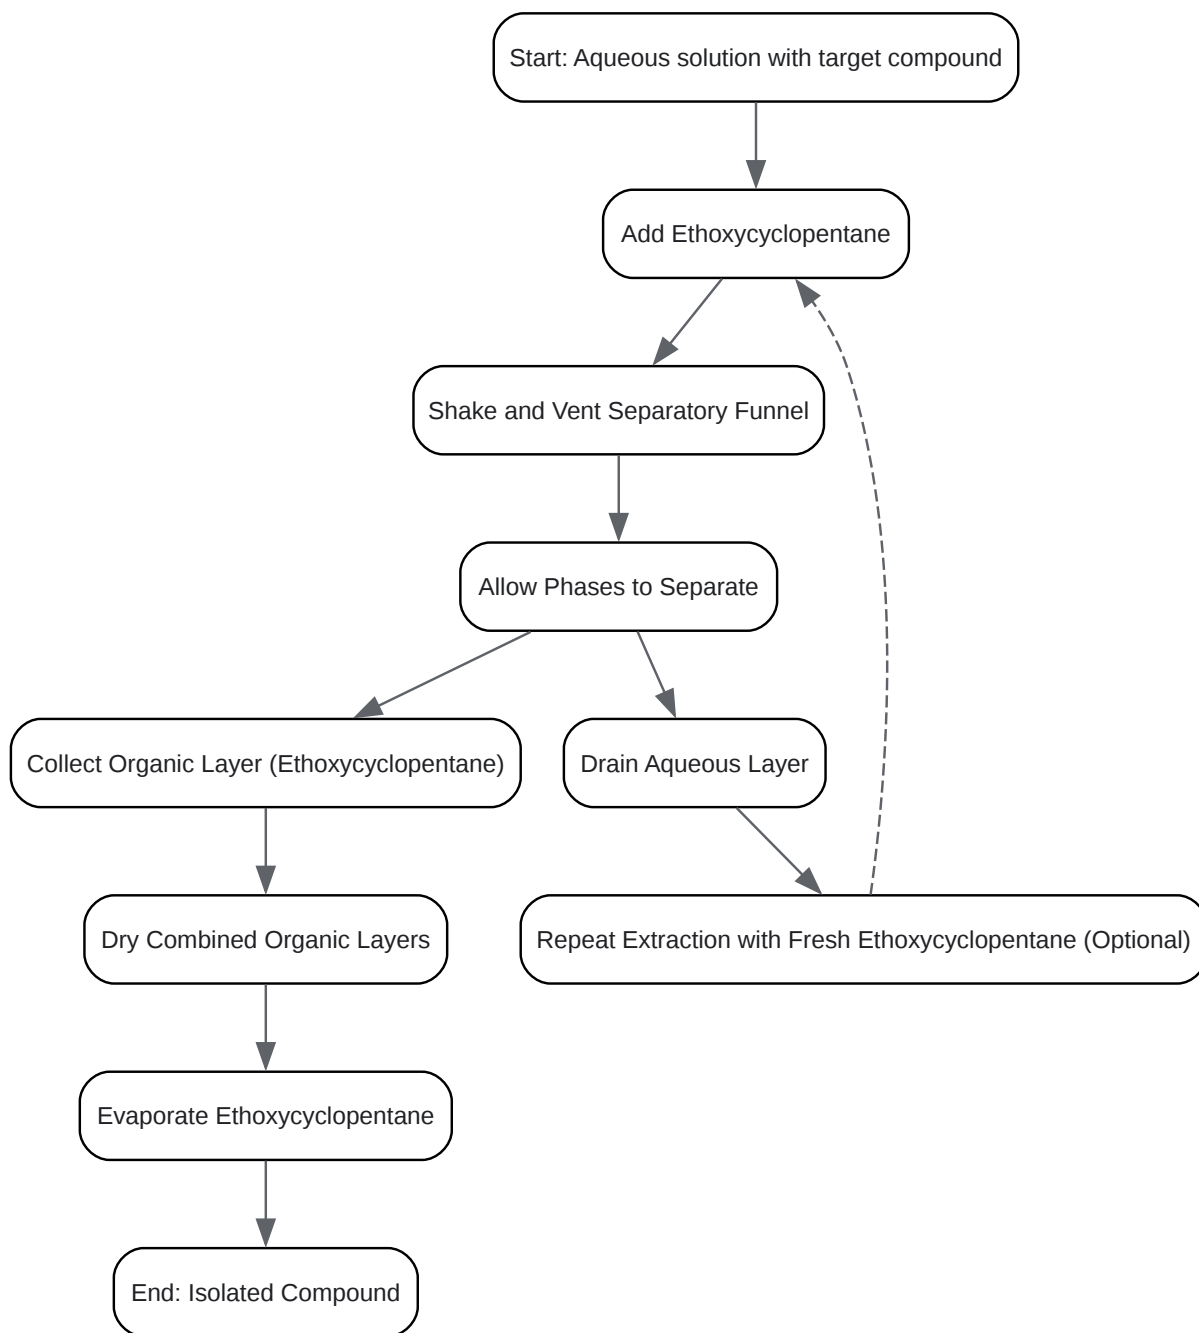 Start: Aqueous solution with target compound
Add Ethoxycyclopentane
Shake and Vent Separatory Funnel
Allow Phases to Separate
Collect Organic Layer (Ethoxycyclopentane)
Drain Aqueous Layer
Dry Combined Organic Layers
Repeat Extraction with Fresh Ethoxycyclopentane (Optional)
Evaporate Ethoxycyclopentane
End: Isolated Compound